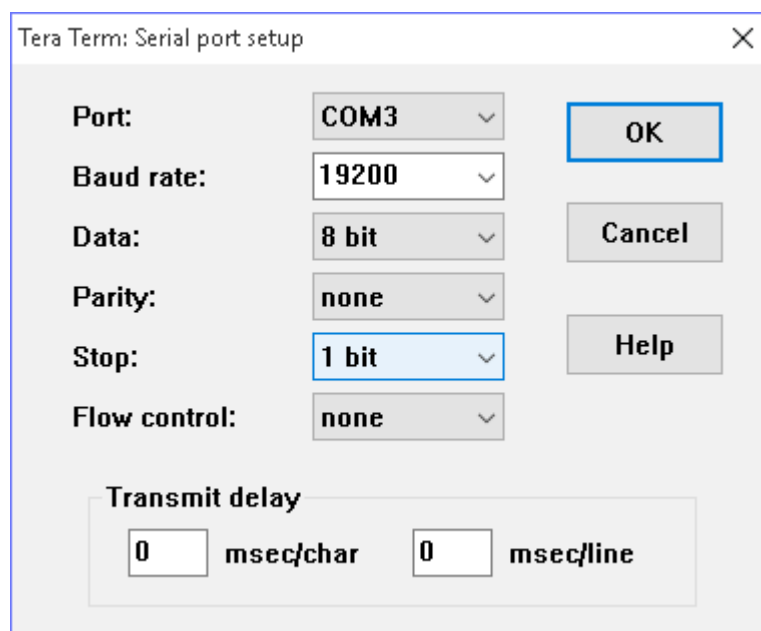 Tera Term: Serial port setup
Port: COM3 OK
Baud rate: 19200
Data: 8 bit Cancel
Parity: none
Stop: 1 bit Help
Flow control: none
Transmit delay
0 msec/char 0 msec/line